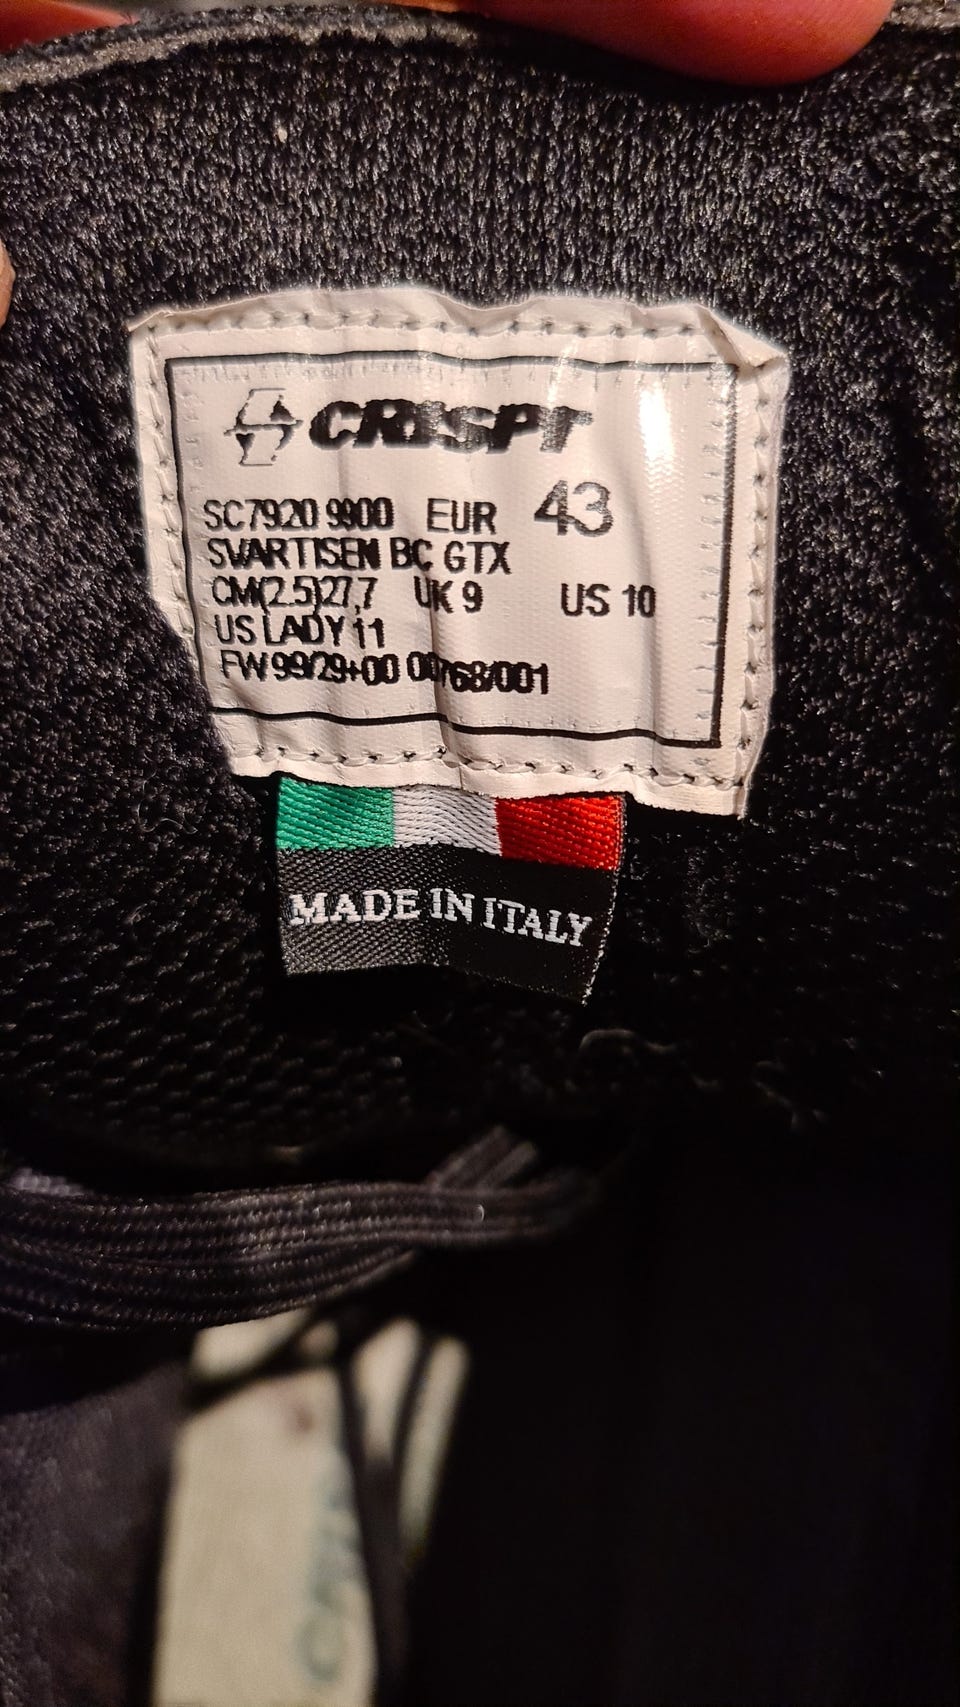 CRISPI
SC7920 9900 EUR 43
SVARTISEN BC GTX
CM(2.5)27,7 UK 9 US 10
US LADY 11
FW 99/29+00 00768/001
MADE IN ITALY